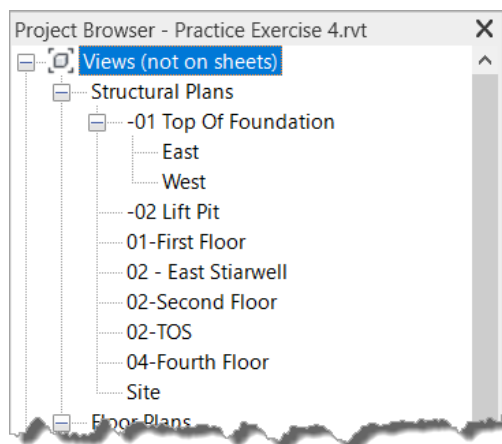 Project Browser - Practice Exercise 4.rvt
Views (not on sheets)
Structural Plans
-01 Top Of Foundation
East
West
-02 Lift Pit
01-First Floor
02 - East Stiarwell
02-Second Floor
02-TOS
04-Fourth Floor
Site
Floor Plans